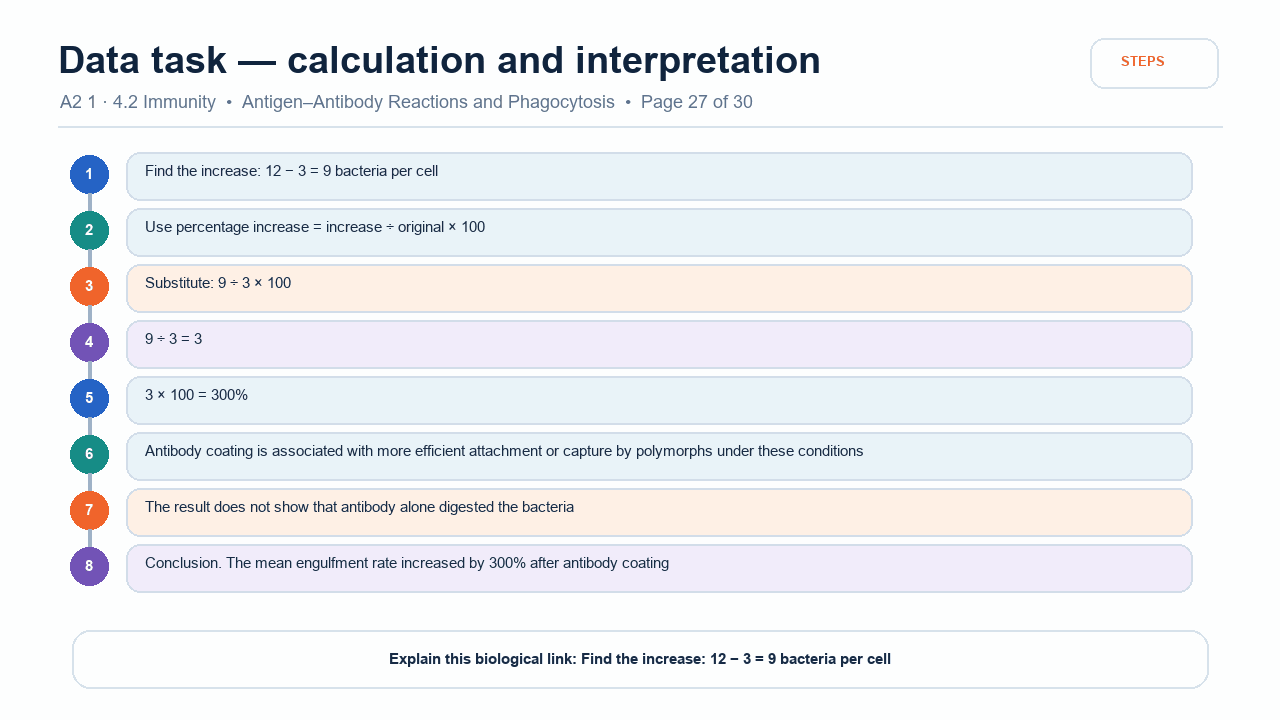 Data task — calculation and interpretation
STEPS
A2 1 · 4.2 Immunity • Antigen–Antibody Reactions and Phagocytosis • Page 27 of 30
1 Find the increase: 12 − 3 = 9 bacteria per cell
2 Use percentage increase = increase ÷ original × 100
3 Substitute: 9 ÷ 3 × 100
4 9 ÷ 3 = 3
5 3 × 100 = 300%
6 Antibody coating is associated with more efficient attachment or capture by polymorphs under these conditions
7 The result does not show that antibody alone digested the bacteria
8 Conclusion. The mean engulfment rate increased by 300% after antibody coating
Explain this biological link: Find the increase: 12 − 3 = 9 bacteria per cell